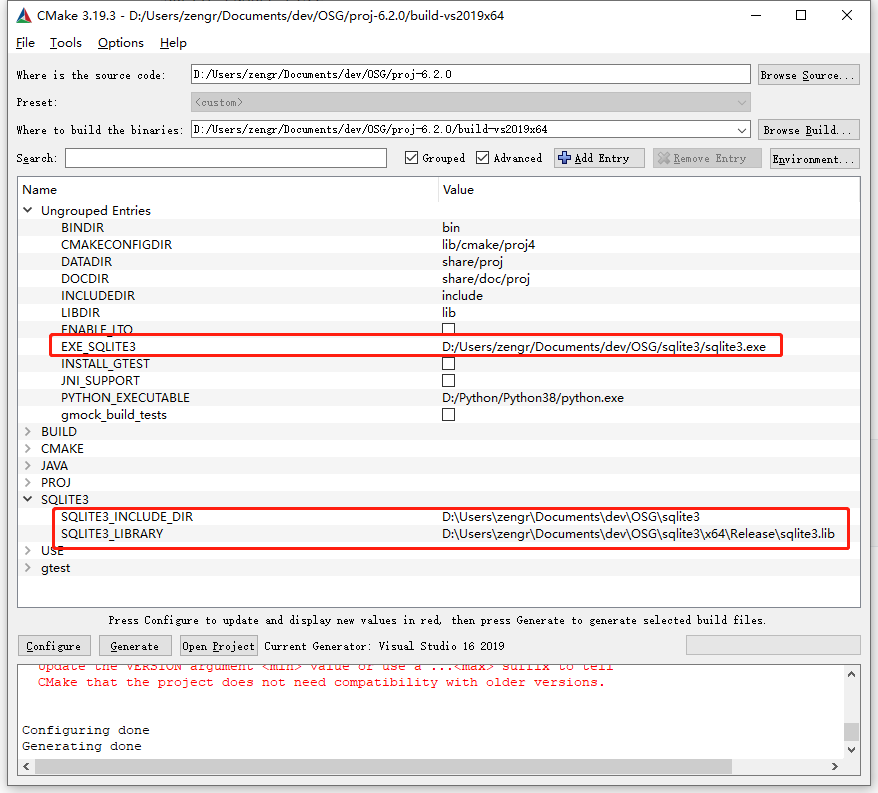 CMake 3.19.3 - D:/Users/zengr/Documents/dev/OSG/proj-6.2.0/build-vs2019x64
File Tools Options Help
Where is the source code: D:/Users/zengr/Documents/dev/OSG/proj-6.2.0 Browse Source...
Preset: <custom>
Where to build the binaries: D:/Users/zengr/Documents/dev/OSG/proj-6.2.0/build-vs2019x64 Browse Build...
Search: Grouped Advanced Add Entry Remove Entry Environment...
Name Value
Ungrouped Entries
BINDIR bin
CMAKECONFIGDIR lib/cmake/proj4
DATADIR share/proj
DOCDIR share/doc/proj
INCLUDEDIR include
LIBDIR lib
ENABLE_LTO
EXE_SQLITE3 D:/Users/zengr/Documents/dev/OSG/sqlite3/sqlite3.exe
INSTALL_GTEST
JNI_SUPPORT
PYTHON_EXECUTABLE D:/Python/Python38/python.exe
gmock_build_tests
BUILD
CMAKE
JAVA
PROJ
SQLITE3
SQLITE3_INCLUDE_DIR D:\Users\zengr\Documents\dev\OSG\sqlite3
SQLITE3_LIBRARY D:\Users\zengr\Documents\dev\OSG\sqlite3\x64\Release\sqlite3.lib
USE
gtest
Press Configure to update and display new values in red, then press Generate to generate selected build files.
Configure Generate Open Project Current Generator: Visual Studio 16 2019
Update the VERSION argument <min> value or use a ...<max> suffix to tell
CMake that the project does not need compatibility with older versions.
Configuring done
Generating done